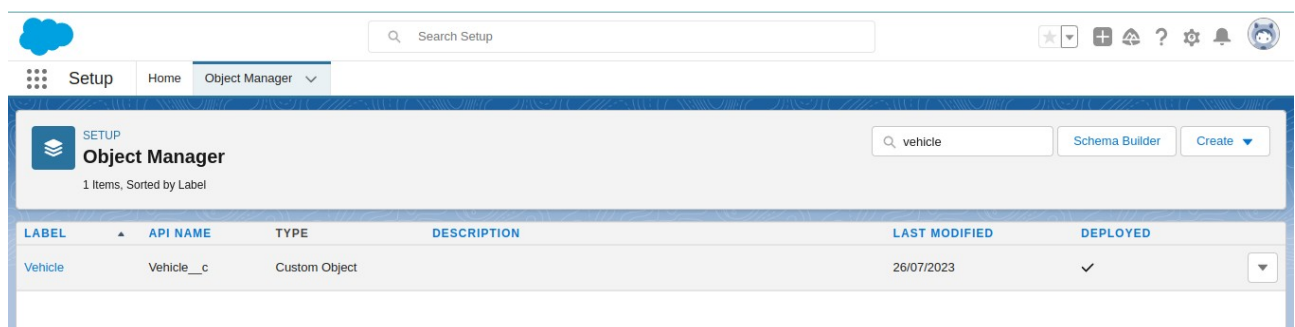 Search Setup
Setup Home Object Manager
SETUP
Object Manager
1 Items, Sorted by Label
vehicle
Schema Builder
Create
LABEL API NAME TYPE DESCRIPTION LAST MODIFIED DEPLOYED
Vehicle Vehicle__c Custom Object 26/07/2023